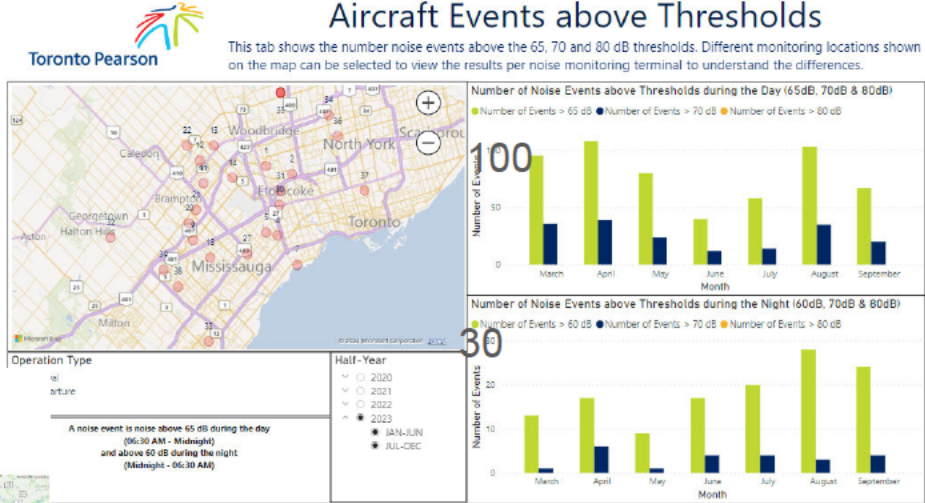 Aircraft Events above Thresholds
Toronto Pearson
This tab shows the number noise events above the 65, 70 and 80 dB thresholds. Different monitoring locations shown
on the map can be selected to view the results per noise monitoring terminal to understand the differences.
Woodbridge
North York
Caledon
Brampton
Etobicoke
Georgetown
Halton Hills
Acton
Toronto
Mississauga
Milton
Operation Type
arture
A noise event is noise above 65 dB during the day
(06:30 AM - Midnight)
and above 60 dB during the night
(Midnight - 06:30 AM)
Half-Year
2020
2021
2022
2023
JAN-JUN
JUL-DEC
Number of Noise Events above Thresholds during the Day (65dB, 70dB & 80dB)
Number of Events > 65 dB Number of Events > 70 dB Number of Events > 80 dB
Number of Events
100
50
0
March April May June July August September
Month
Number of Noise Events above Thresholds during the Night (60dB, 70dB & 80dB)
Number of Events > 60 dB Number of Events > 70 dB Number of Events > 80 dB
Number of Events
30
20
10
0
March April May June July August September
Month